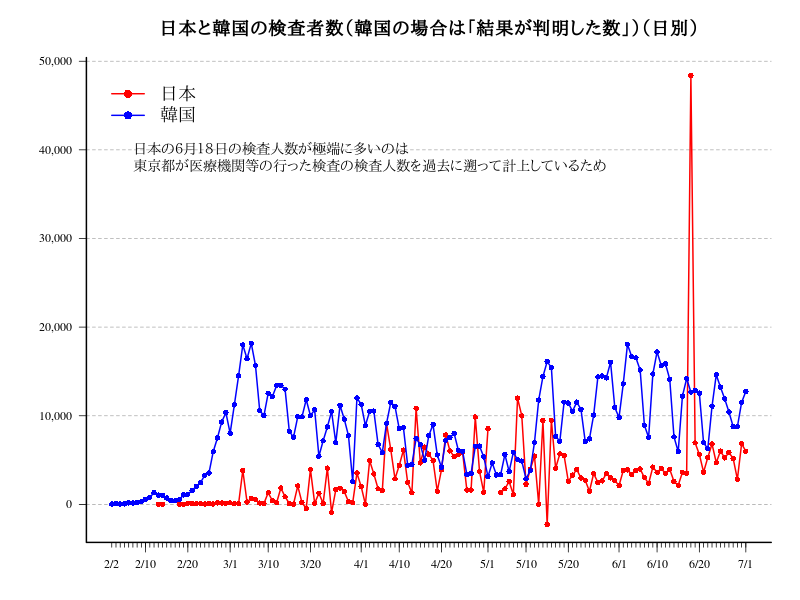 日本と韓国の検査者数（韓国の場合は「結果が判明した数」）（日別）
50,000
40,000
30,000
20,000
10,000
0
日本
韓国
日本の6月18日の検査人数が極端に多いのは
東京都が医療機関等の行った検査の検査人数を過去に遡って計上しているため
2/2 2/10 2/20 3/1 3/10 3/20 4/1 4/10 4/20 5/1 5/10 5/20 6/1 6/10 6/20 7/1